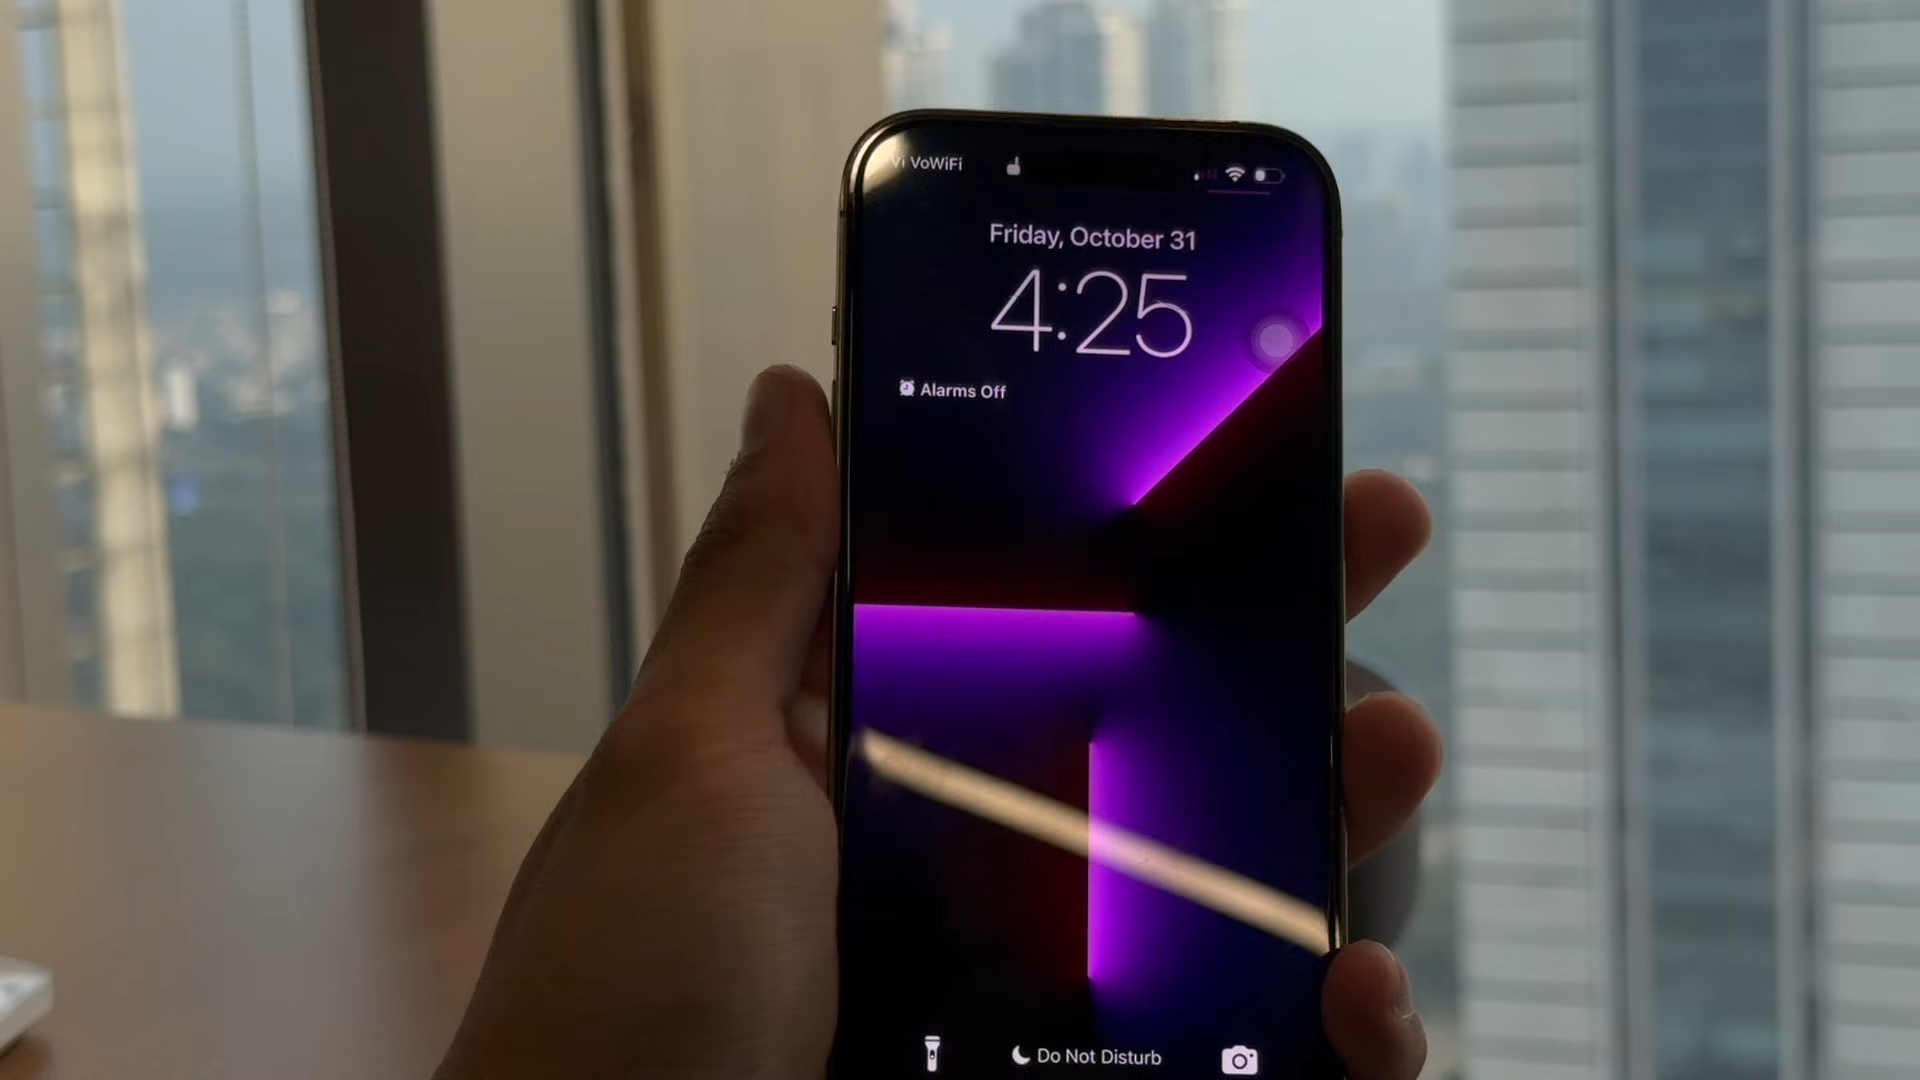 Vi VoWiFi
Friday, October 31
4:25
Alarms Off
Do Not Disturb